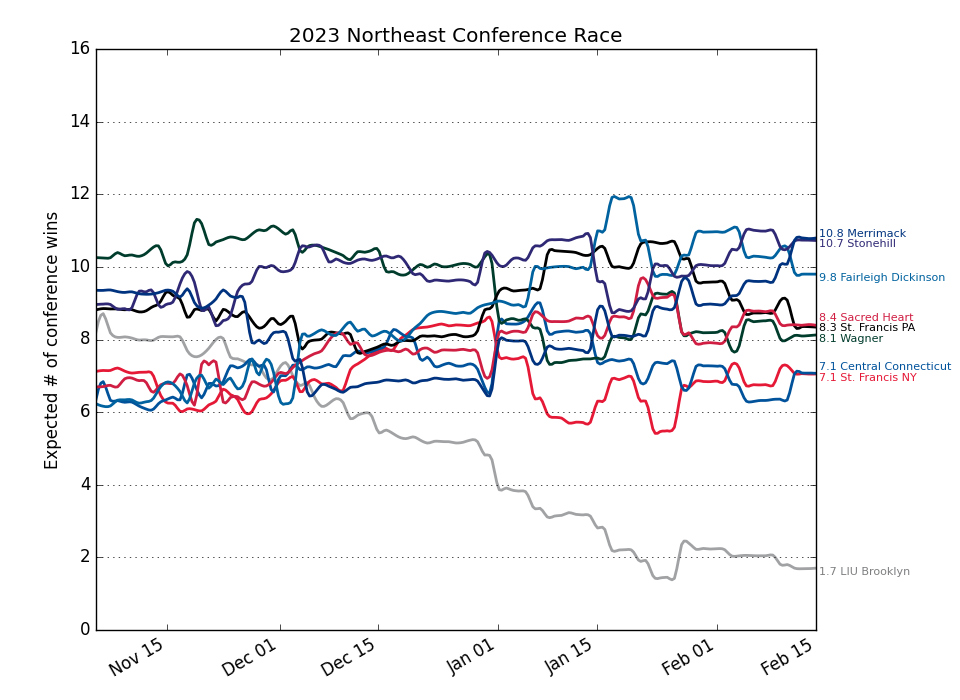 2023 Northeast Conference Race
Expected # of conference wins
16
14
12
10
8
6
4
2
0
10.8 Merrimack
10.7 Stonehill
9.8 Fairleigh Dickinson
8.4 Sacred Heart
8.3 St. Francis PA
8.1 Wagner
7.1 Central Connecticut
7.1 St. Francis NY
1.7 LIU Brooklyn
Nov 15
Dec 01
Dec 15
Jan 01
Jan 15
Feb 01
Feb 15